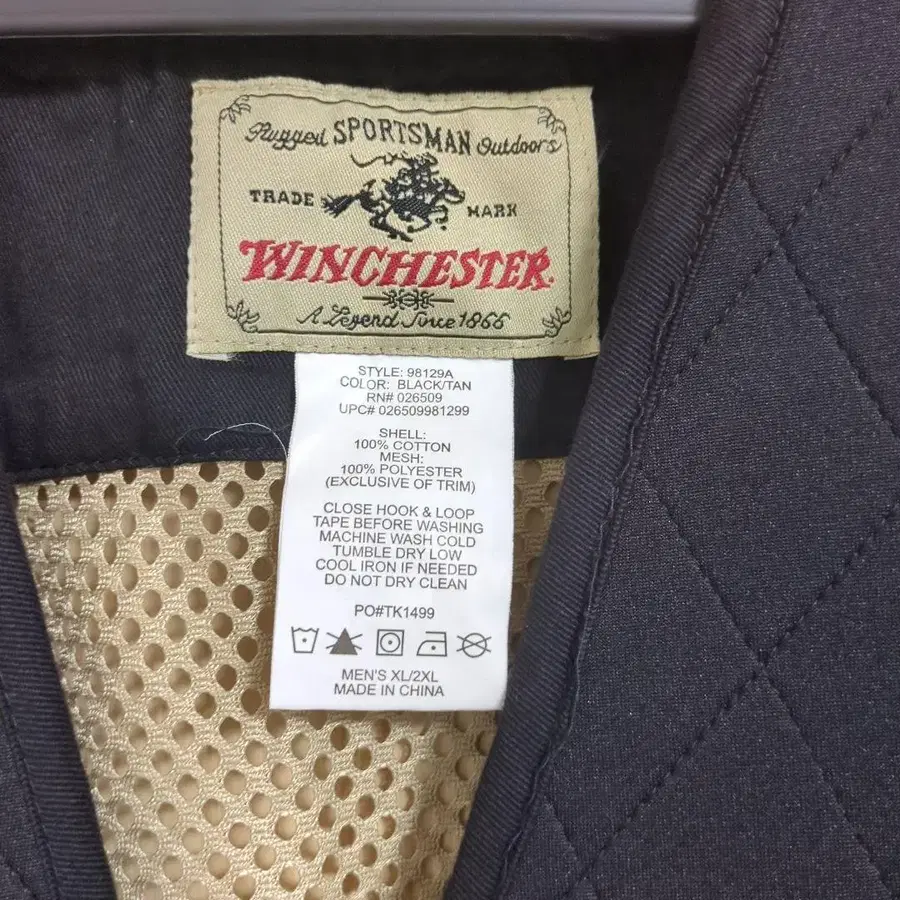 Rugged SPORTSMAN Outdoors
TRADE MARK
WINCHESTER
A Legend Since 1866
STYLE: 98129A
COLOR: BLACK/TAN
RN# 026509
UPC# 026509981299
SHELL:
100% COTTON
MESH:
100% POLYESTER
(EXCLUSIVE OF TRIM)
CLOSE HOOK & LOOP
TAPE BEFORE WASHING
MACHINE WASH COLD
TUMBLE DRY LOW
COOL IRON IF NEEDED
DO NOT DRY CLEAN
PO#TK1499
MEN'S XL/2XL
MADE IN CHINA